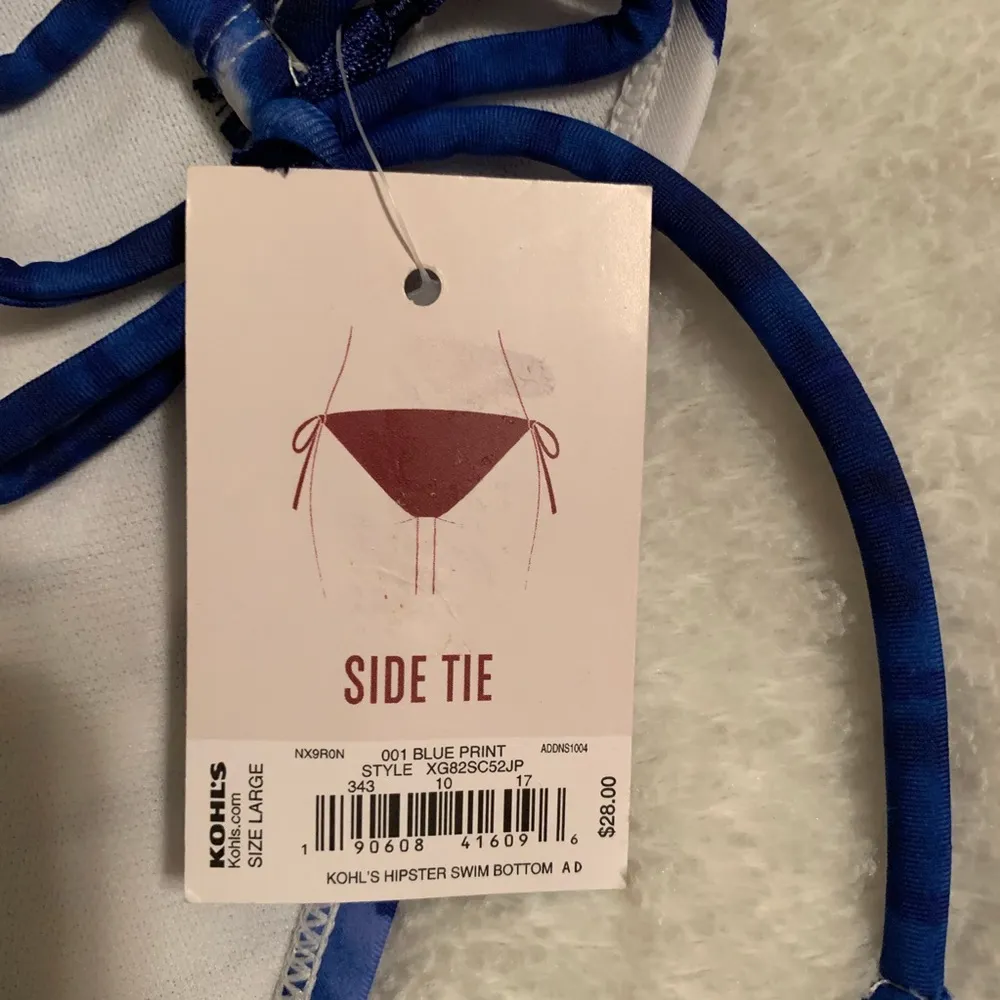 SIDE TIE
NX9R0N 001 BLUE PRINT ADDNS1004
STYLE XG82SC52JP
343 10 17
1 90608 41609 6
KOHL'S HIPSTER SWIM BOTTOM A D
KOHL'S
Kohls.com
SIZE LARGE
$28.00